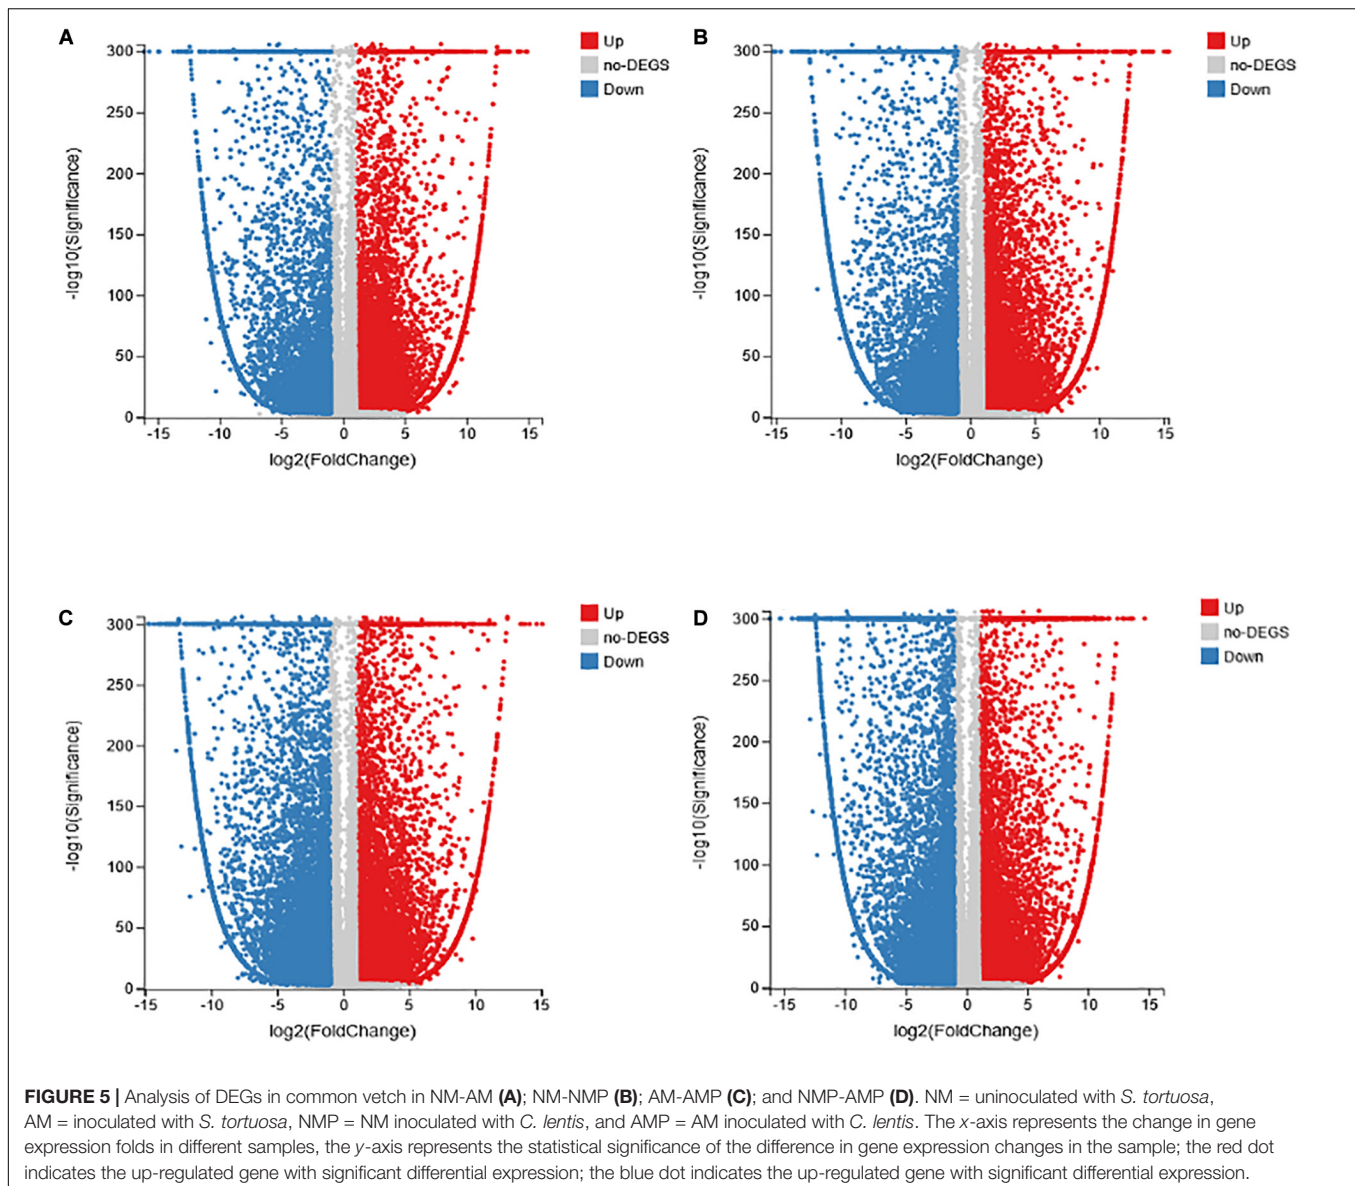 A
300
250
200
150
100
50
0
-15 -10 -5 0 5 10 15
-log10(Significance)
log2(FoldChange)
Up
no-DEGS
Down
B
300
250
200
150
100
50
0
-15 -10 -5 0 5 10 15
-log10(Significance)
log2(FoldChange)
Up
no-DEGS
Down
C
300
250
200
150
100
50
0
-15 -10 -5 0 5 10 15
-log10(Significance)
log2(FoldChange)
Up
no-DEGS
Down
D
300
250
200
150
100
50
0
-15 -10 -5 0 5 10 15
-log10(Significance)
log2(FoldChange)
Up
no-DEGS
Down
FIGURE 5 | Analysis of DEGs in common vetch in NM-AM (A); NM-NMP (B); AM-AMP (C); and NMP-AMP (D). NM = uninoculated with S. tortuosa,
AM = inoculated with S. tortuosa, NMP = NM inoculated with C. lentis, and AMP = AM inoculated with C. lentis. The x-axis represents the change in gene
expression folds in different samples, the y-axis represents the statistical significance of the difference in gene expression changes in the sample; the red dot
indicates the up-regulated gene with significant differential expression; the blue dot indicates the up-regulated gene with significant differential expression.